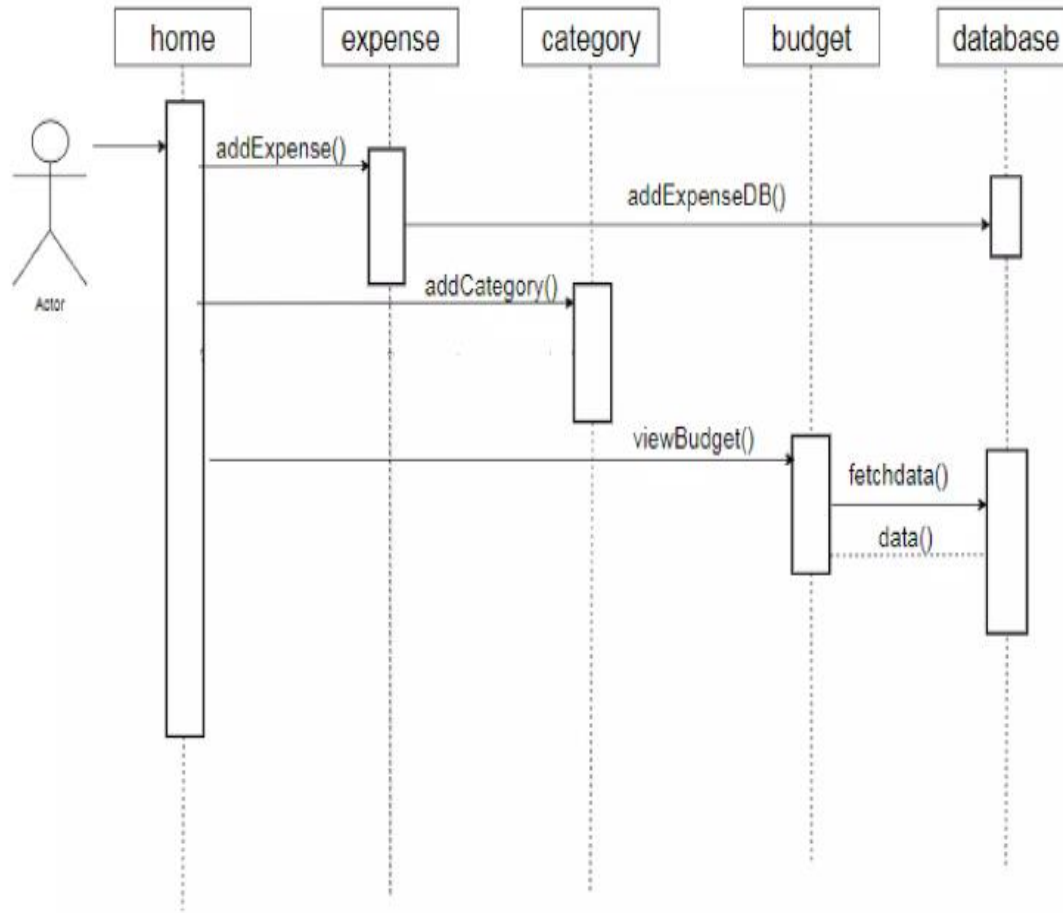 home
expense
category
budget
database
addExpense()
addExpenseDB()
Actor
addCategory()
viewBudget()
fetchdata()
data()